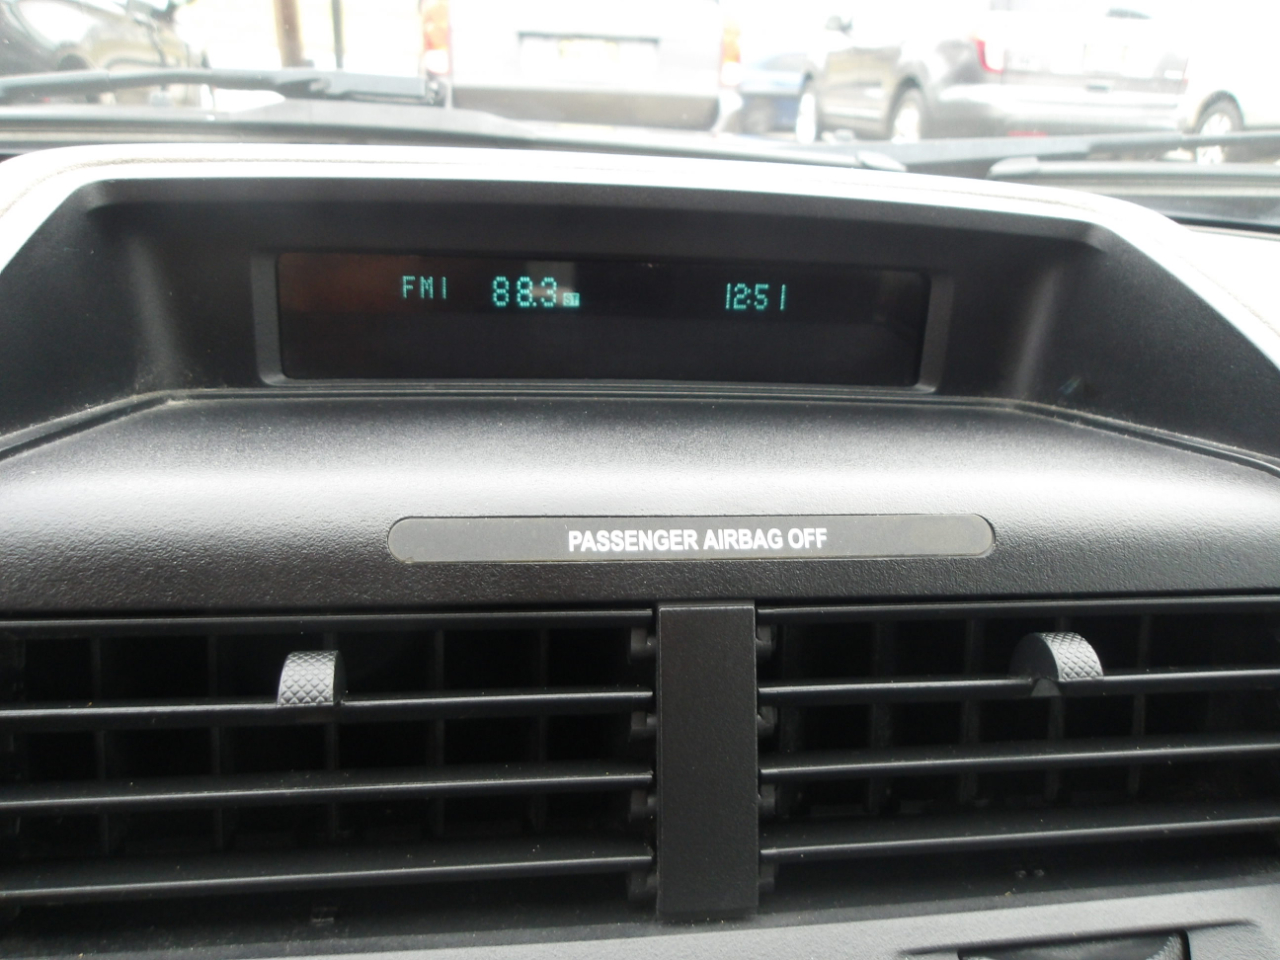 FM1 88.3 ST 12:51
PASSENGER AIRBAG OFF